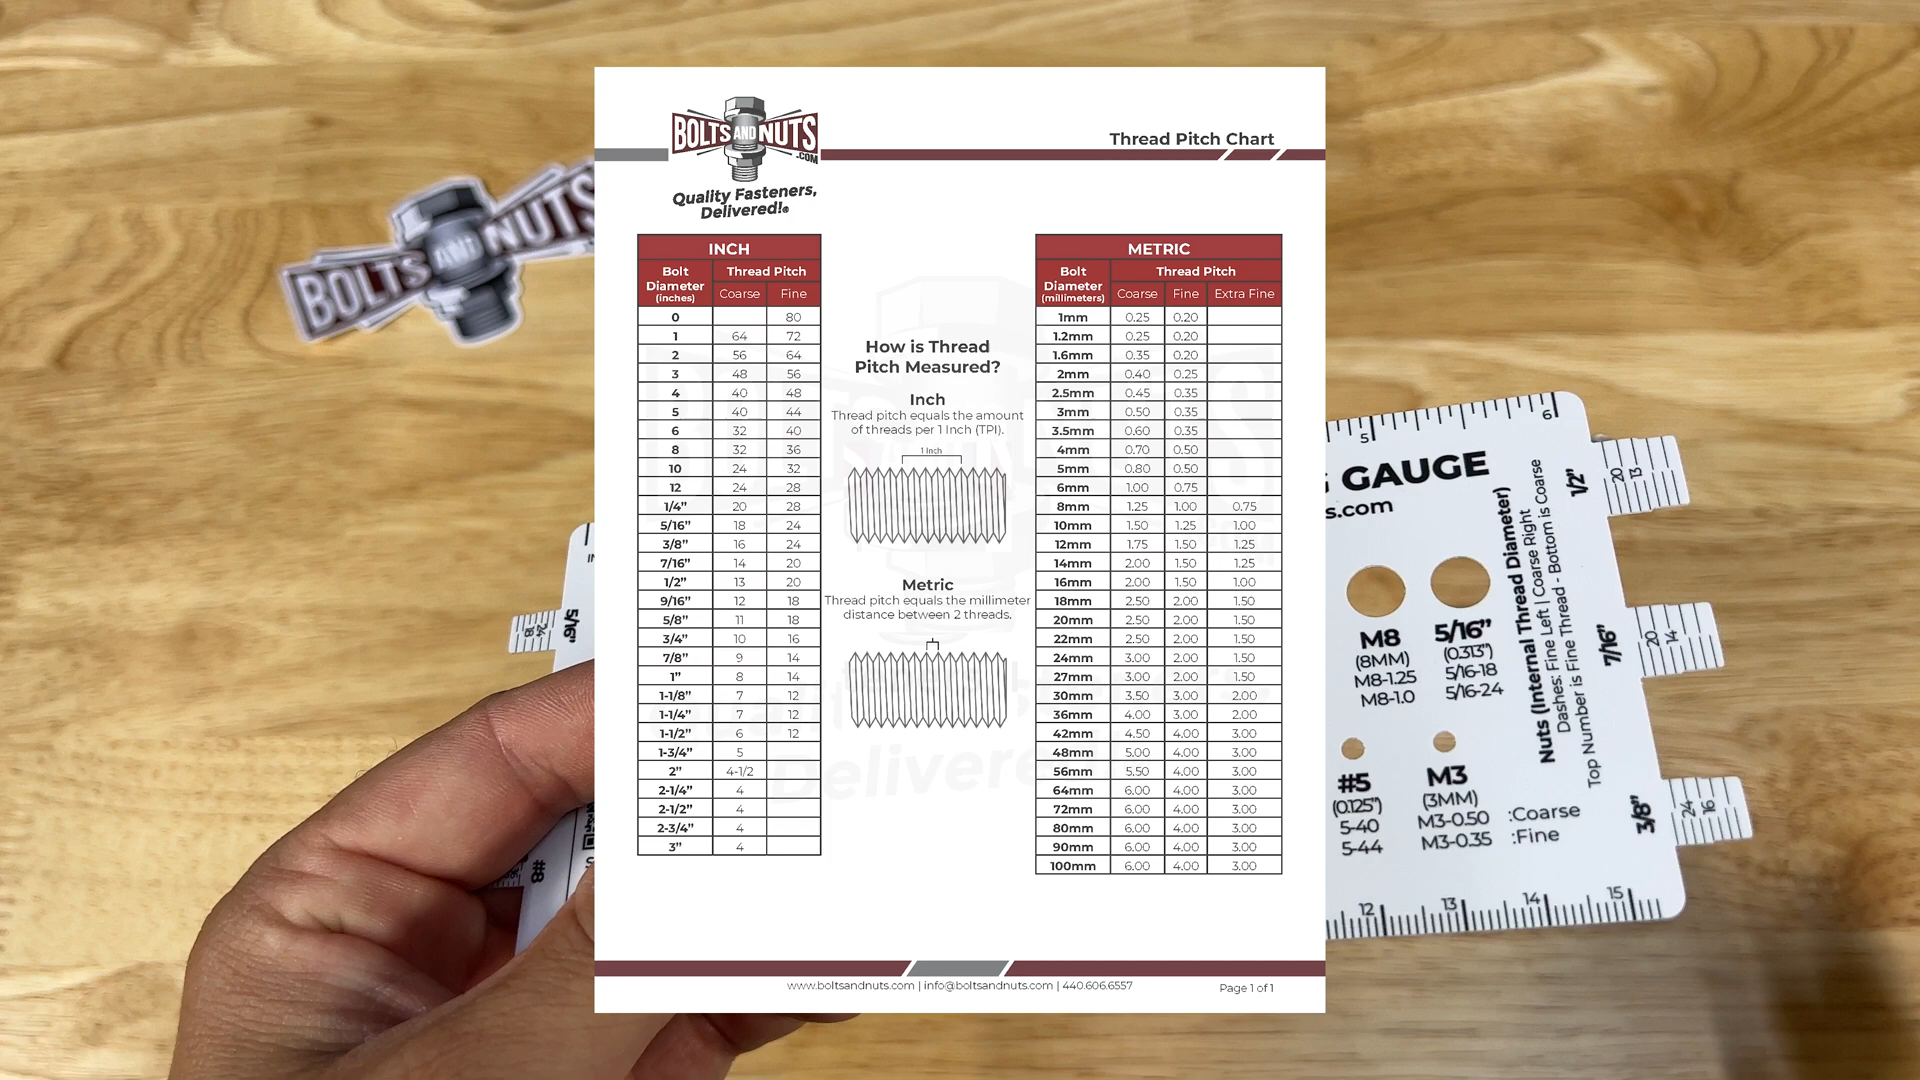 BOLTS AND NUTS
.COM
Quality Fasteners,
Delivered!®
Thread Pitch Chart
INCH
Bolt Diameter (inches) Thread Pitch
Coarse Fine
0 80
1 64 72
2 56 64
3 48 56
4 40 48
5 40 44
6 32 40
8 32 36
10 24 32
12 24 28
1/4” 20 28
5/16” 18 24
3/8” 16 24
7/16” 14 20
1/2” 13 20
9/16” 12 18
5/8” 11 18
3/4” 10 16
7/8” 9 14
1” 8 14
1-1/8” 7 12
1-1/4” 7 12
1-1/2” 6 12
1-3/4” 5
2” 4-1/2
2-1/4” 4
2-1/2” 4
2-3/4” 4
3” 4
How is Thread
Pitch Measured?
Inch
Thread pitch equals the amount
of threads per 1 Inch (TPI).
1 Inch
Metric
Thread pitch equals the millimeter
distance between 2 threads.
METRIC
Bolt Diameter (millimeters) Thread Pitch
Coarse Fine Extra Fine
1mm 0.25 0.20
1.2mm 0.25 0.20
1.6mm 0.35 0.20
2mm 0.40 0.25
2.5mm 0.45 0.35
3mm 0.50 0.35
3.5mm 0.60 0.35
4mm 0.70 0.50
5mm 0.80 0.50
6mm 1.00 0.75
8mm 1.25 1.00 0.75
10mm 1.50 1.25 1.00
12mm 1.75 1.50 1.25
14mm 2.00 1.50 1.25
16mm 2.00 1.50 1.00
18mm 2.50 2.00 1.50
20mm 2.50 2.00 1.50
22mm 2.50 2.00 1.50
24mm 3.00 2.00 1.50
27mm 3.00 2.00 1.50
30mm 3.50 3.00 2.00
36mm 4.00 3.00 2.00
42mm 4.50 4.00 3.00
48mm 5.00 4.00 3.00
56mm 5.50 4.00 3.00
64mm 6.00 4.00 3.00
72mm 6.00 4.00 3.00
80mm 6.00 4.00 3.00
90mm 6.00 4.00 3.00
100mm 6.00 4.00 3.00
www.boltsandnuts.com | info@boltsandnuts.com | 440.606.6557
Page 1 of 1
BOLTS AND NUTS
5/16”
24
18
#8
5 6
GAUGE
s.com
M8
(8MM)
M8-1.25
M8-1.0
5/16”
(0.313”)
5/16-18
5/16-24
#5
(0.125”)
5-40
5-44
M3
(3MM)
M3-0.50 :Coarse
M3-0.35 :Fine
Nuts (Internal Thread Diameter)
Dashes: Fine Left | Coarse Right
Top Number is Fine Thread - Bottom is Coarse
1/2”
20 13
7/16”
20 14
3/8”
24 16
12 13 14 15